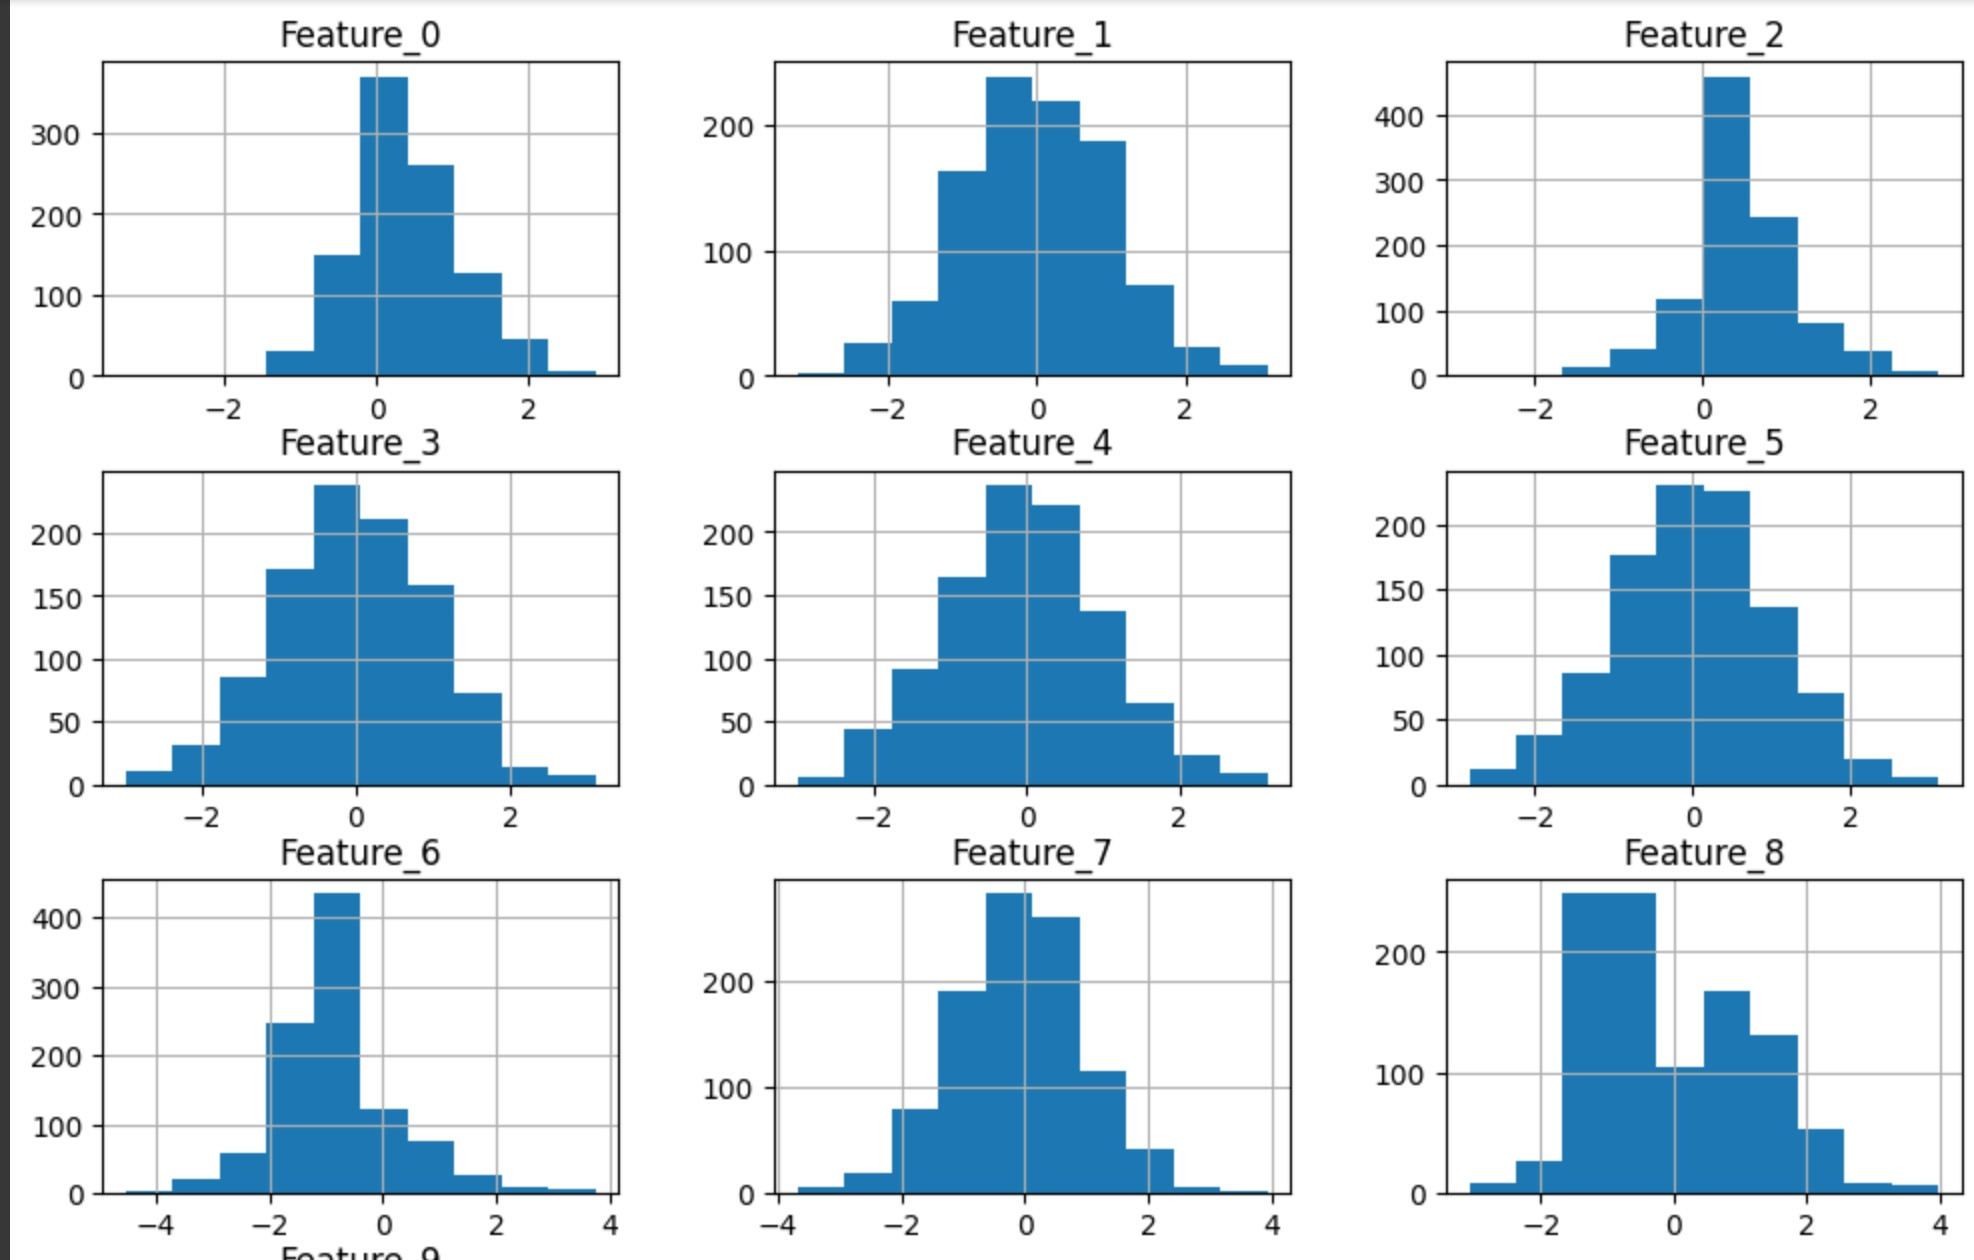 Feature_0 Feature_1 Feature_2
300 200 400
200 100 300
100 0 200
0 100
0
−2 0 2 −2 0 2 −2 0 2
Feature_3 Feature_4 Feature_5
200 200 200
150 150 150
100 100 100
50 50 50
0 0 0
−2 0 2 −2 0 2 −2 0 2
Feature_6 Feature_7 Feature_8
400 200 200
300 100 100
200 0 0
100
0
−4 −2 0 2 4 −4 −2 0 2 4 −2 0 2 4
Feature_9